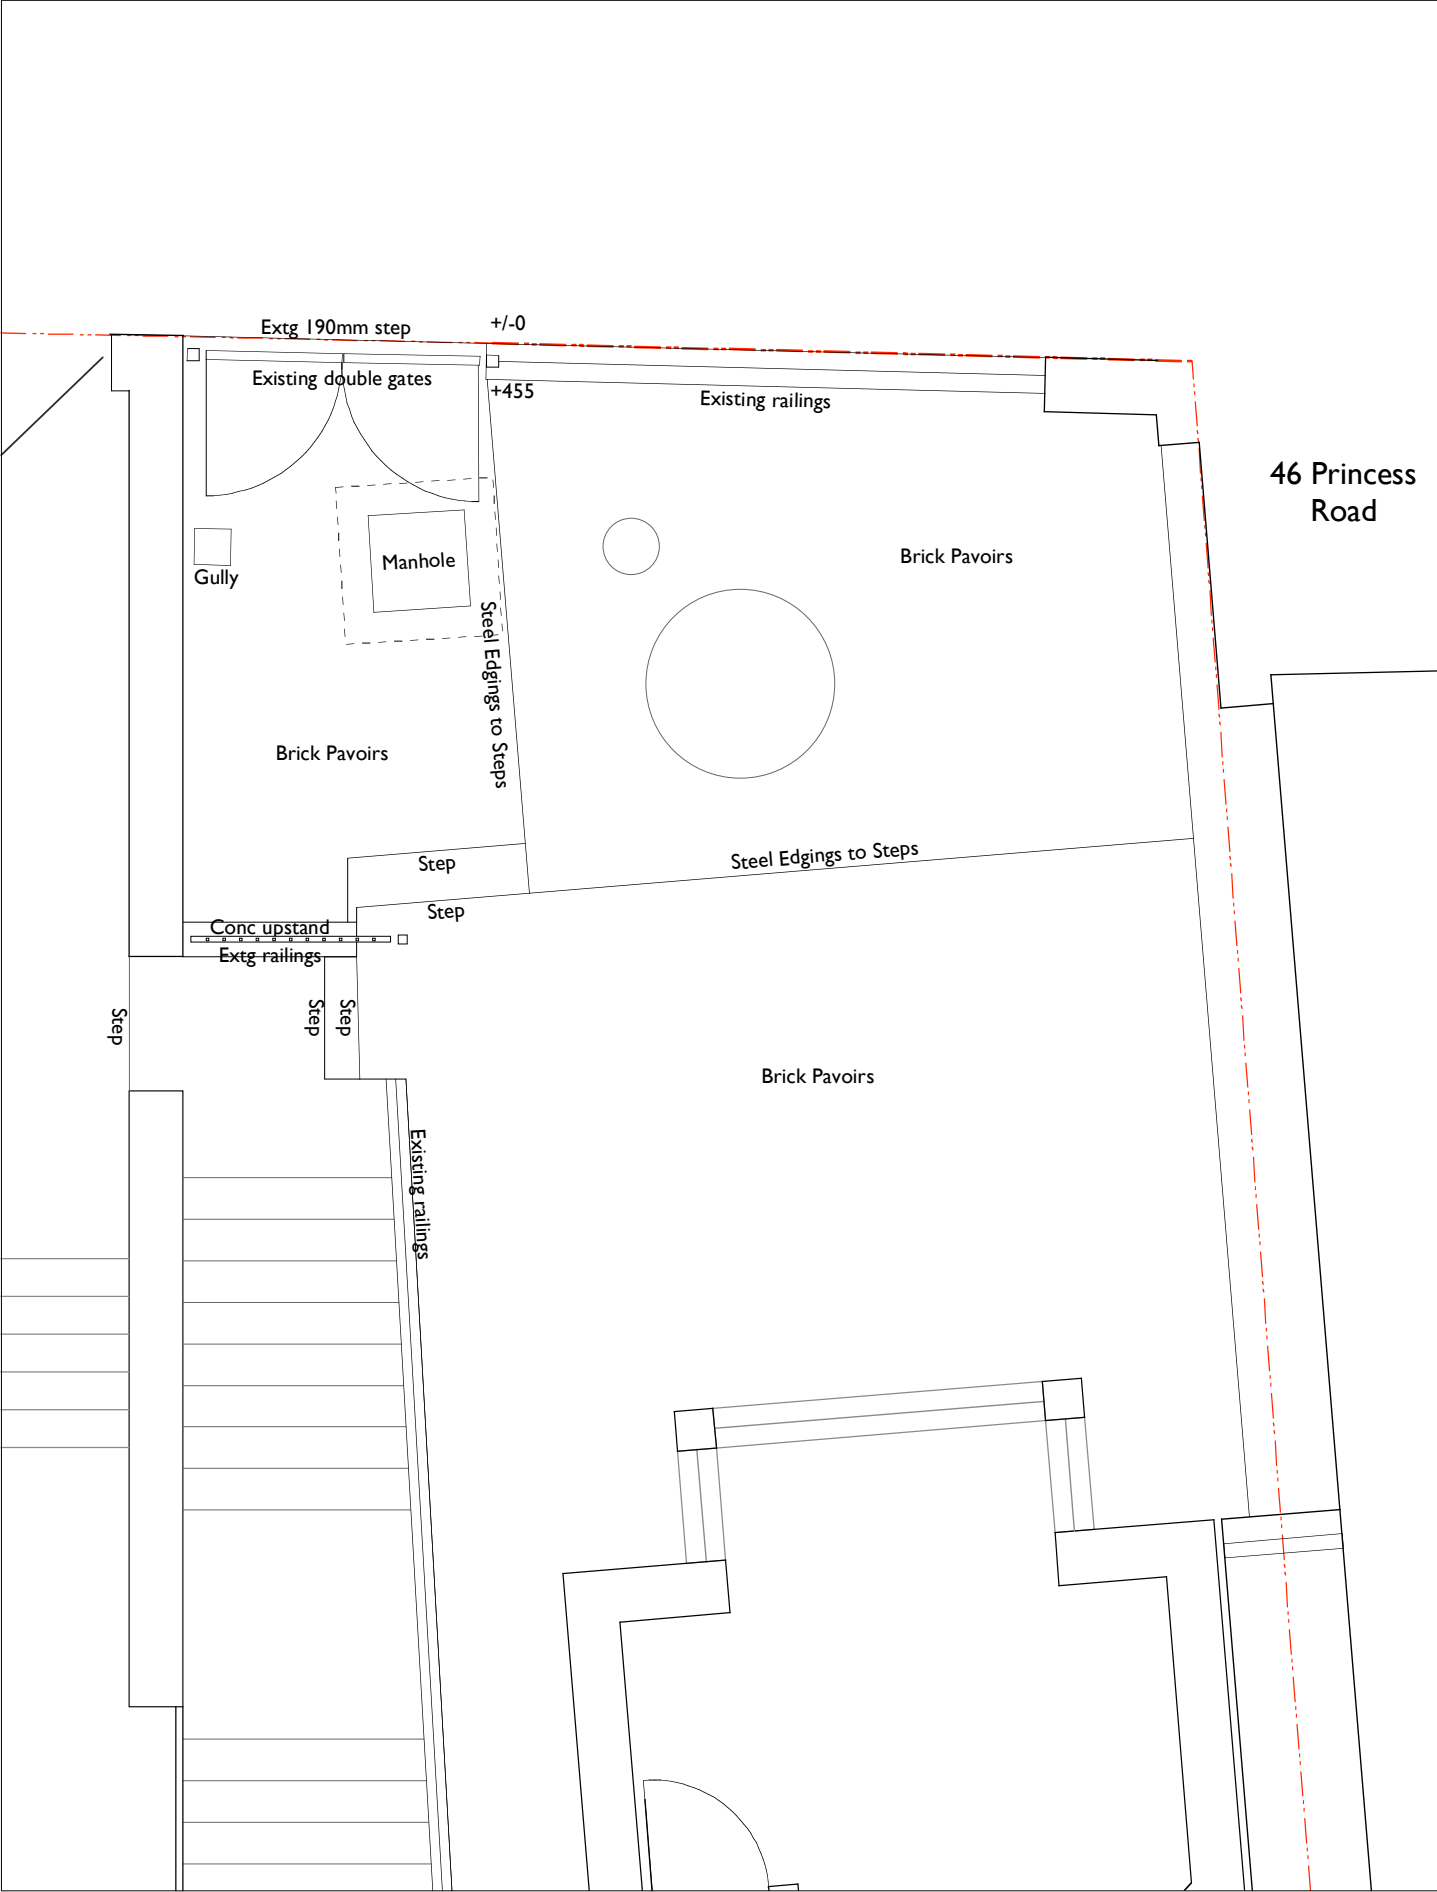 Extg 190mm step
+/-0
Existing double gates
+455
Existing railings
46 Princess
Road
Brick Pavoirs
Manhole
Gully
Steel Edgings to Steps
Brick Pavoirs
Step
Steel Edgings to Steps
Step
Conc upstand
Extg railings
Step
Step
Step
Brick Pavoirs
Existing railings